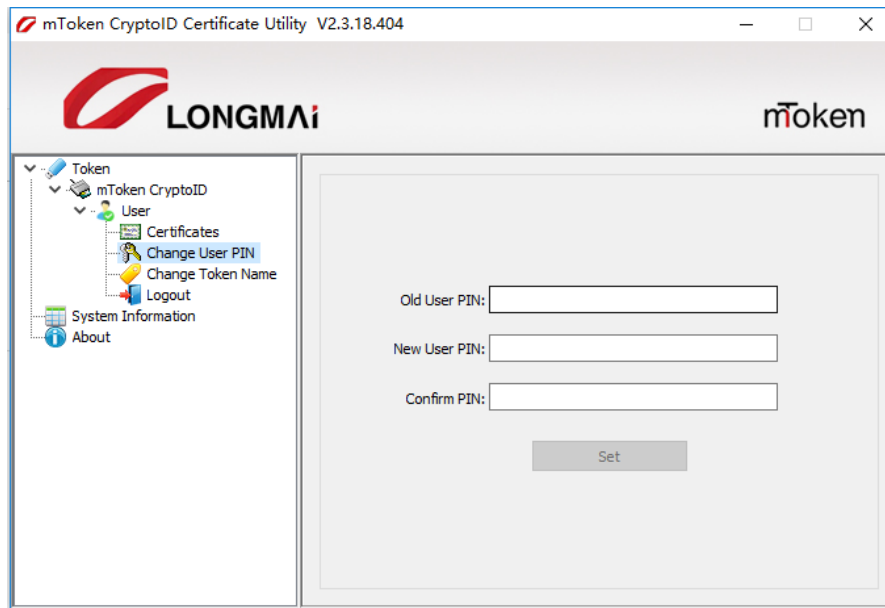 mToken CryptoID Certificate Utility V2.3.18.404
LONGMAi
mToken
Token
mToken CryptoID
User
Certificates
Change User PIN
Change Token Name
Logout
System Information
About
Old User PIN:
New User PIN:
Confirm PIN:
Set